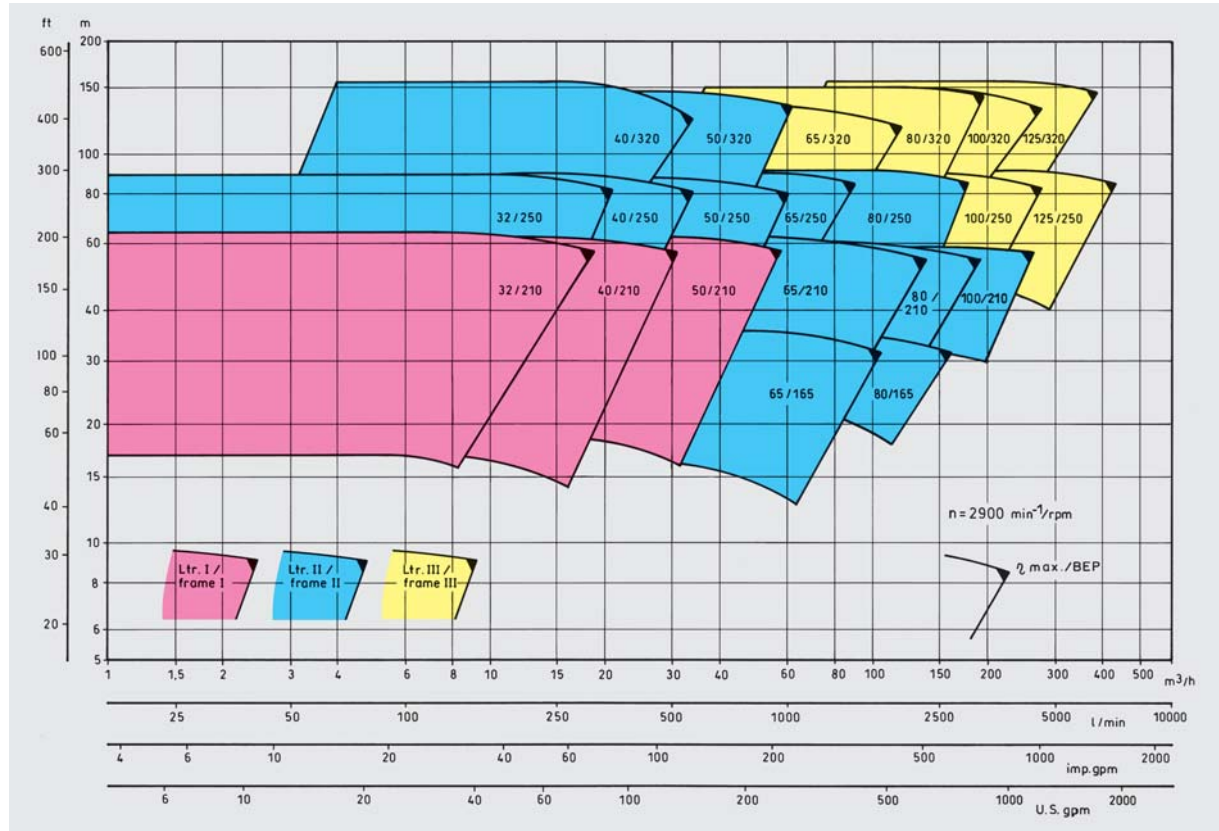 ft m
200
600
150
400
100
300
80
200
60
150
40
100
30
80
20
60
15
40
10
30
8
20
6
5
40/320 50/320 65/320 80/320 100/320 125/320
32/250 40/250 50/250 65/250 80/250 100/250 125/250
32/210 40/210 50/210 65/210 80/ 100/210
210
65/165 80/165
n = 2900 min⁻¹/rpm
Ltr. I / Ltr. II / Ltr. III /
frame I frame II frame III
η max./BEP
1 1,5 2 3 4 6 8 10 15 20 30 40 60 80 100 150 200 300 400 500 m³/h
25 50 100 250 500 1000 2500 5000 l/min 10000
4 6 10 20 40 60 100 200 500 1000 2000
imp.gpm
6 10 20 40 60 100 200 500 1000 2000
U.S. gpm